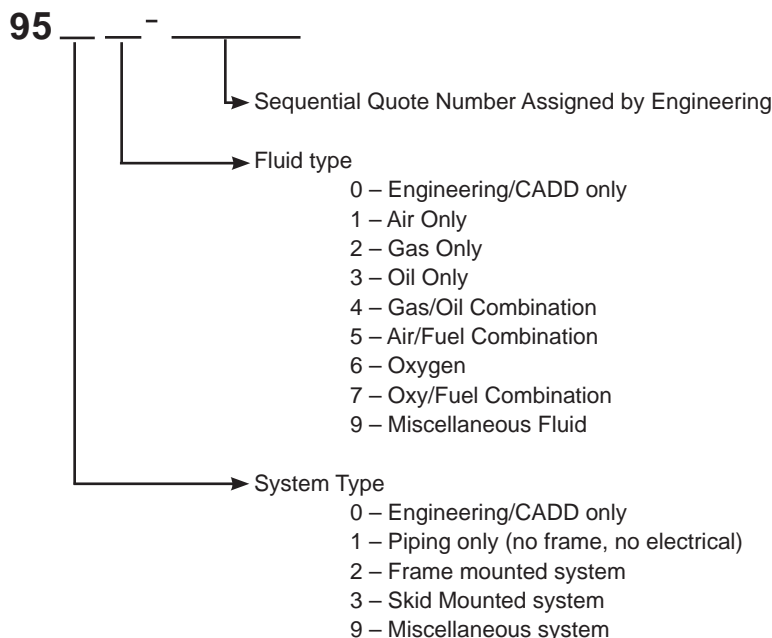 95 __ __ - ______
Sequential Quote Number Assigned by Engineering
Fluid type
0 – Engineering/CADD only
1 – Air Only
2 – Gas Only
3 – Oil Only
4 – Gas/Oil Combination
5 – Air/Fuel Combination
6 – Oxygen
7 – Oxy/Fuel Combination
9 – Miscellaneous Fluid
System Type
0 – Engineering/CADD only
1 – Piping only (no frame, no electrical)
2 – Frame mounted system
3 – Skid Mounted system
9 – Miscellaneous system